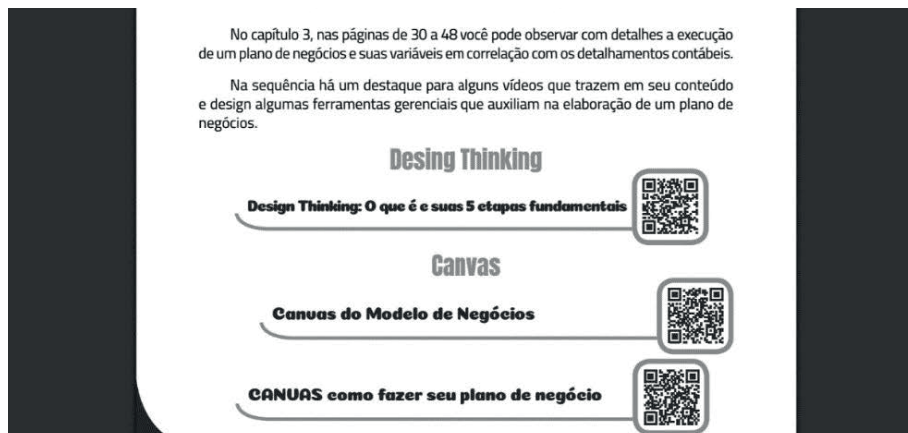 No capítulo 3, nas páginas de 30 a 48 você pode observar com detalhes a execução
de um plano de negócios e suas variáveis em correlação com os detalhamentos contábeis.
Na sequência há um destaque para alguns vídeos que trazem em seu conteúdo
e design algumas ferramentas gerenciais que auxiliam na elaboração de um plano de
negócios.
Desing Thinking
Design Thinking: O que é e suas 5 etapas fundamentais
Canvas
Canvas do Modelo de Negócios
CANVAS como fazer seu plano de negócio